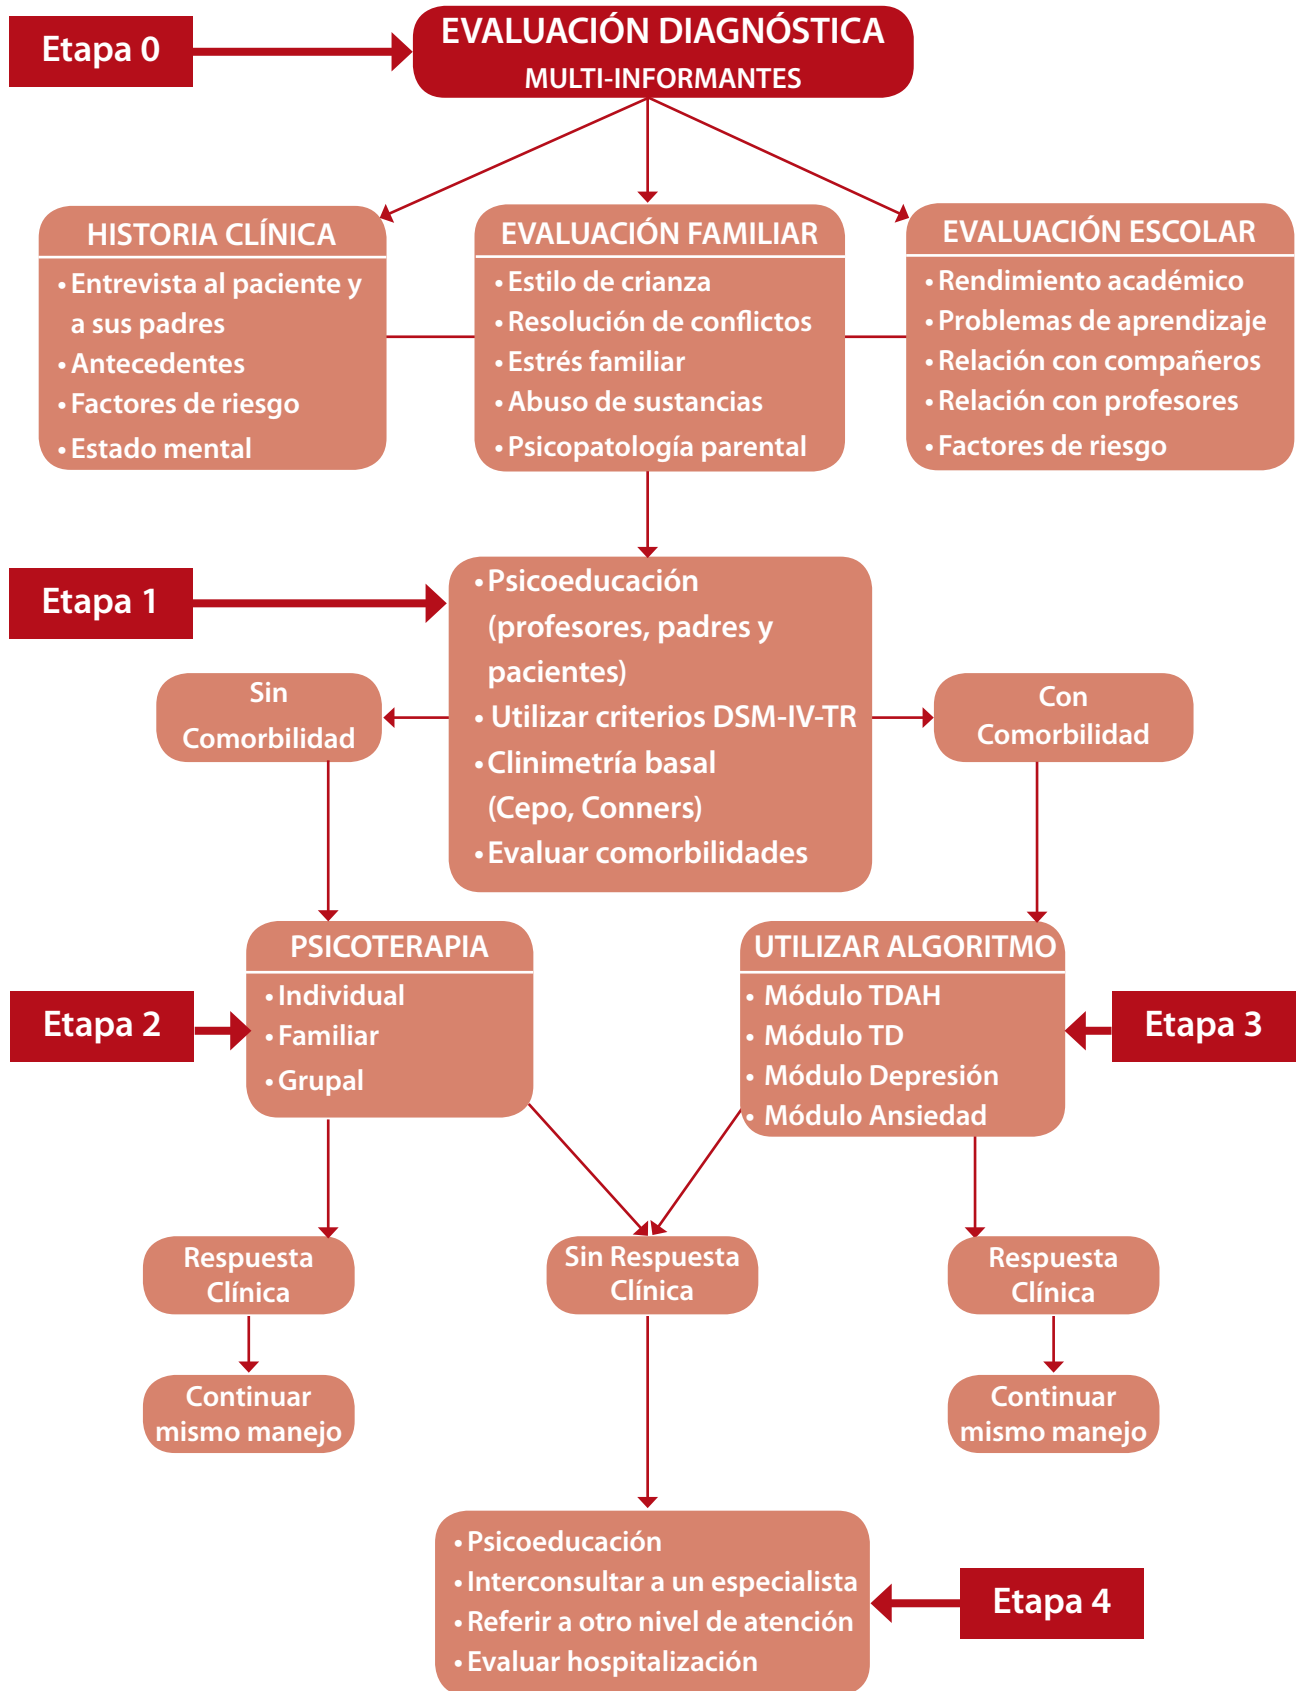 Etapa 0
EVALUACIÓN DIAGNÓSTICA
MULTI-INFORMANTES
HISTORIA CLÍNICA
• Entrevista al paciente y
a sus padres
• Antecedentes
• Factores de riesgo
• Estado mental
EVALUACIÓN FAMILIAR
• Estilo de crianza
• Resolución de conflictos
• Estrés familiar
• Abuso de sustancias
• Psicopatología parental
EVALUACIÓN ESCOLAR
• Rendimiento académico
• Problemas de aprendizaje
• Relación con compañeros
• Relación con profesores
• Factores de riesgo
Etapa 1
• Psicoeducación
(profesores, padres y
pacientes)
• Utilizar criterios DSM-IV-TR
• Clinimetría basal
(Cepo, Conners)
• Evaluar comorbilidades
Sin
Comorbilidad
Con
Comorbilidad
Etapa 2
PSICOTERAPIA
• Individual
• Familiar
• Grupal
UTILIZAR ALGORITMO
• Módulo TDAH
• Módulo TD
• Módulo Depresión
• Módulo Ansiedad
Etapa 3
Respuesta
Clínica
Sin Respuesta
Clínica
Respuesta
Clínica
Continuar
mismo manejo
Continuar
mismo manejo
• Psicoeducación
• Interconsultar a un especialista
• Referir a otro nivel de atención
• Evaluar hospitalización
Etapa 4